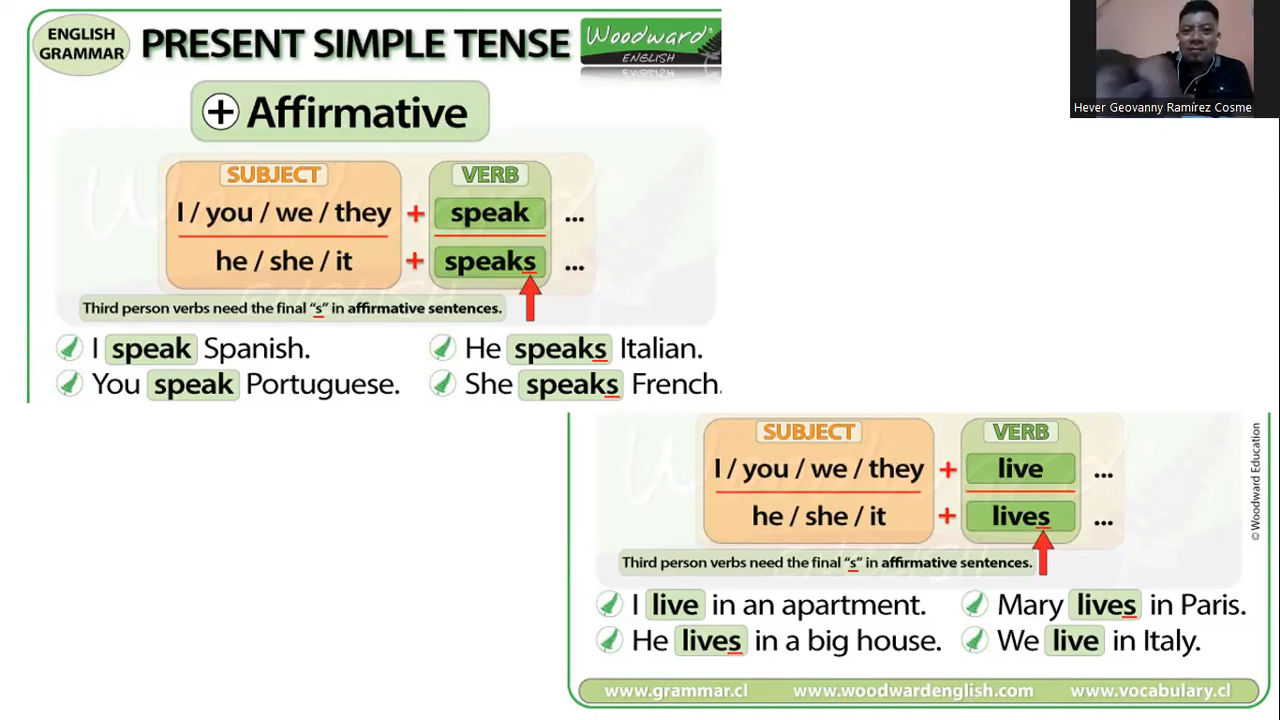 ENGLISH
GRAMMAR
PRESENT SIMPLE TENSE
Woodward
ENGLISH
+ Affirmative
SUBJECT
VERB
I / you / we / they + speak ...
he / she / it + speaks ...
Third person verbs need the final "s" in affirmative sentences.
I speak Spanish.
He speaks Italian.
You speak Portuguese.
She speaks French.
Hever Geovanny Ramírez Cosme
SUBJECT
VERB
I / you / we / they + live ...
he / she / it + lives ...
Third person verbs need the final "s" in affirmative sentences.
I live in an apartment.
Mary lives in Paris.
He lives in a big house.
We live in Italy.
© Woodward Education
www.grammar.cl www.woodwardenglish.com www.vocabulary.cl